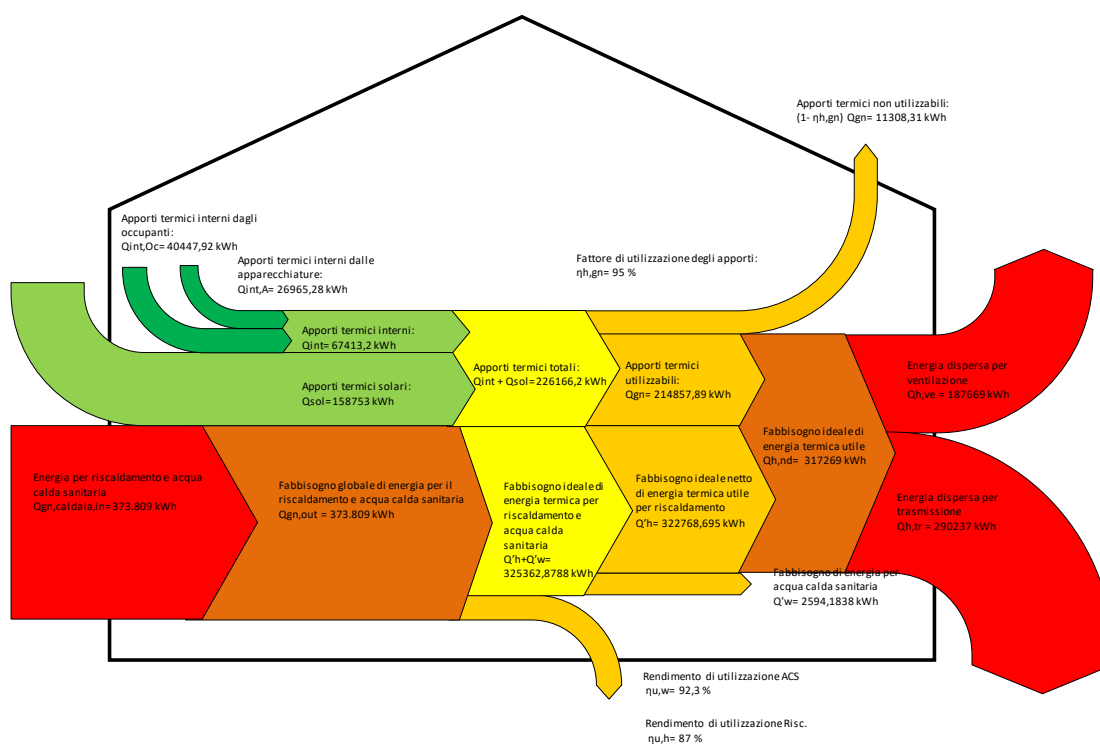 Apporti termici non utilizzabili:
(1- ηh,gn) Qgn= 11308,31 kWh
Apporti termici interni dagli
occupanti:
Qint,Oc= 40447,92 kWh
Apporti termici interni dalle
apparecchiature:
Qint,A= 26965,28 kWh
Fattore di utilizzazione degli apporti:
ηh,gn= 95 %
Apporti termici interni:
Qint= 67413,2 kWh
Apporti termici solari:
Qsol=158753 kWh
Apporti termici totali:
Qint + Qsol=226166,2 kWh
Apporti termici
utilizzabili:
Qgn= 214857,89 kWh
Energia dispersa per
ventilazione
Qh,ve = 187669 kWh
Fabbisogno ideale di
energia termica utile
Qh,nd= 317269 kWh
Energia per riscaldamento e acqua
calda sanitaria
Qgn,caldaia,in= 373.809 kWh
Fabbisogno globale di energia per il
riscaldamento e acqua calda sanitaria
Qgn,out = 373.809 kWh
Fabbisogno ideale di
energia termica per
riscaldamento e
acqua calda
sanitaria
Q'h+Q'w=
325362,8788 kWh
Fabbisogno ideale netto
di energia termica utile
per riscaldamento
Q'h= 322768,695 kWh
Energia dispersa per
trasmissione
Qh,tr = 290237 kWh
Fabbisogno di energia per
acqua calda sanitaria
Q'w= 2594,1838 kWh
Rendimento di utilizzazione ACS
ηu,w= 92,3 %
Rendimento di utilizzazione Risc.
ηu,h= 87 %